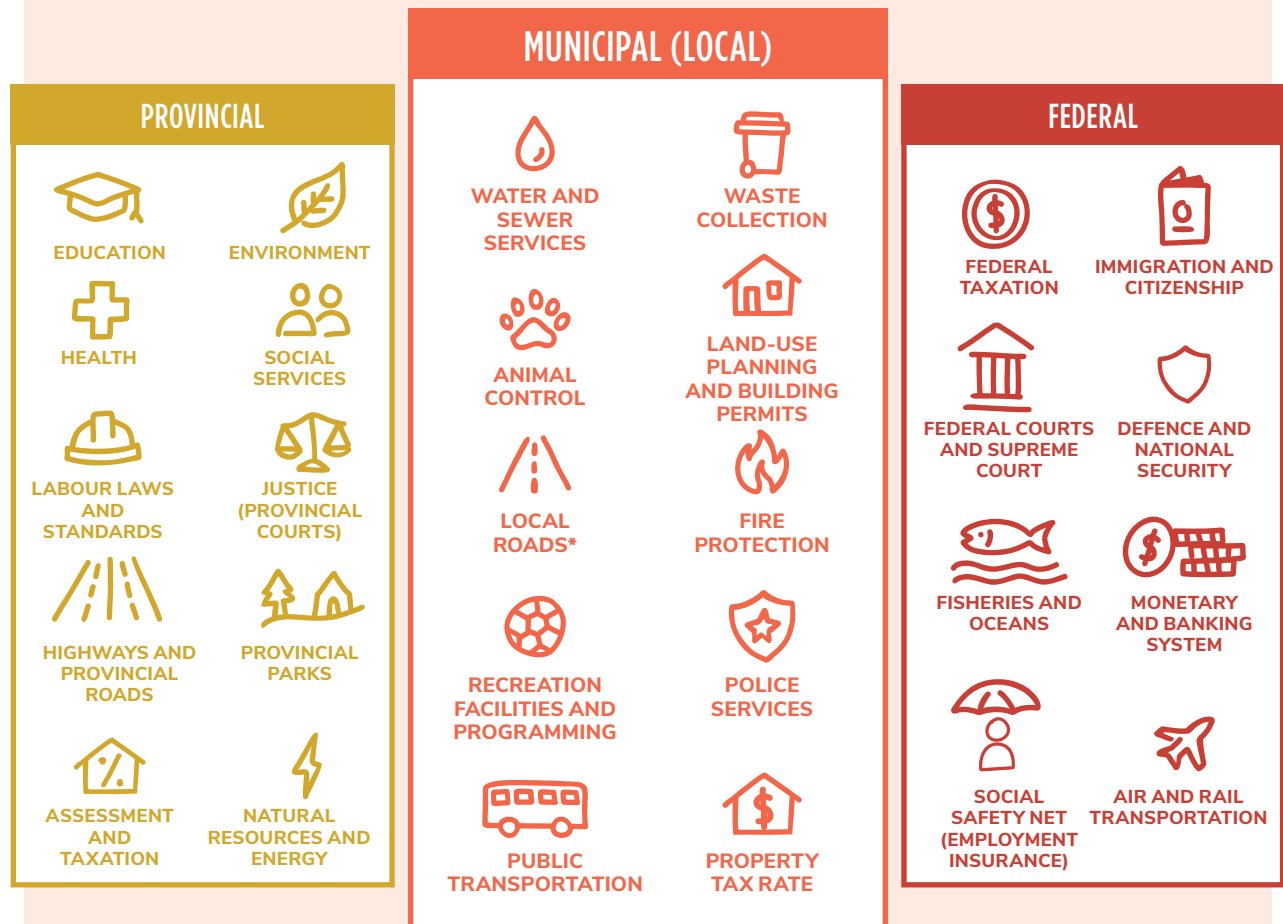 PROVINCIAL
EDUCATION
ENVIRONMENT
HEALTH
SOCIAL
SERVICES
LABOUR LAWS
AND
STANDARDS
JUSTICE
(PROVINCIAL
COURTS)
HIGHWAYS AND
PROVINCIAL
ROADS
PROVINCIAL
PARKS
ASSESSMENT
AND
TAXATION
NATURAL
RESOURCES AND
ENERGY
MUNICIPAL (LOCAL)
WATER AND
SEWER
SERVICES
WASTE
COLLECTION
ANIMAL
CONTROL
LAND-USE
PLANNING
AND BUILDING
PERMITS
LOCAL
ROADS*
FIRE
PROTECTION
RECREATION
FACILITIES AND
PROGRAMMING
POLICE
SERVICES
PUBLIC
TRANSPORTATION
$
PROPERTY
TAX RATE
FEDERAL
$
FEDERAL
TAXATION
IMMIGRATION AND
CITIZENSHIP
FEDERAL COURTS
AND SUPREME
COURT
DEFENCE AND
NATIONAL
SECURITY
FISHERIES AND
OCEANS
$
MONETARY
AND BANKING
SYSTEM
SOCIAL
SAFETY NET
(EMPLOYMENT
INSURANCE)
AIR AND RAIL
TRANSPORTATION